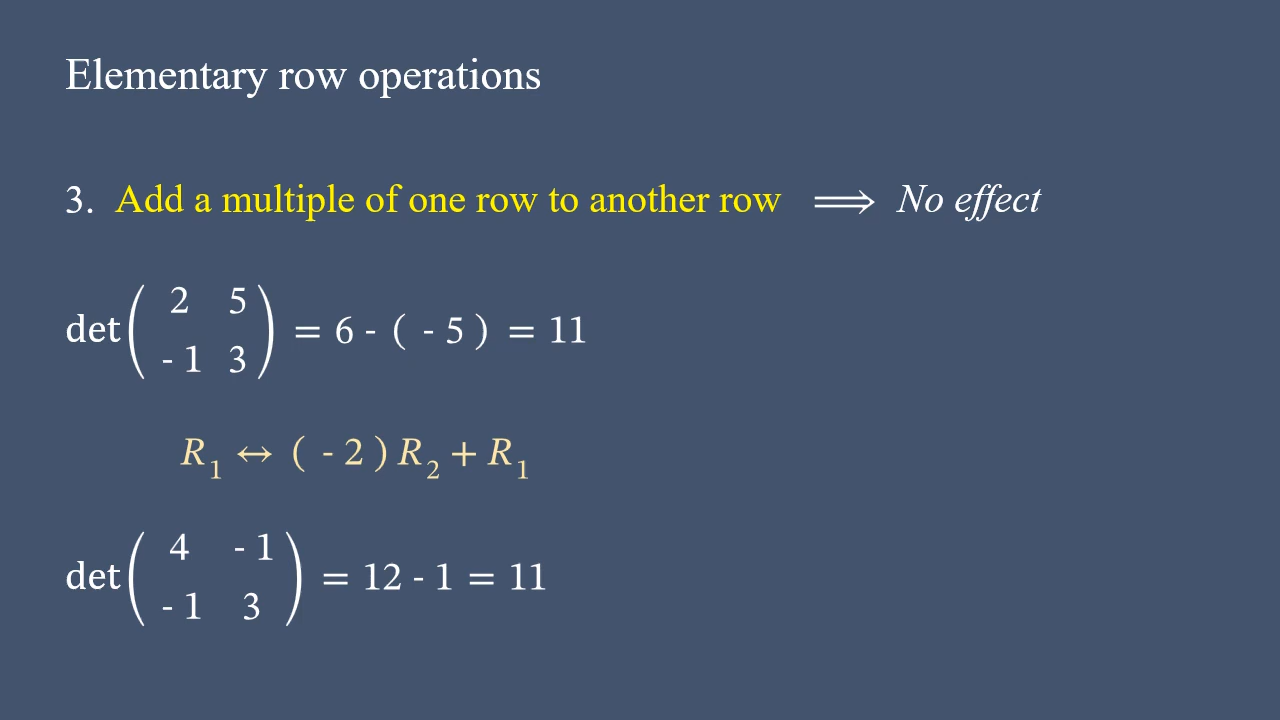 Elementary row operations
3. Add a multiple of one row to another row ⟹ No effect
det ( 2 5
- 1 3 ) = 6 - ( - 5 ) = 11
R1 ↔ ( - 2 ) R2 + R1
det ( 4 - 1
- 1 3 ) = 12 - 1 = 11